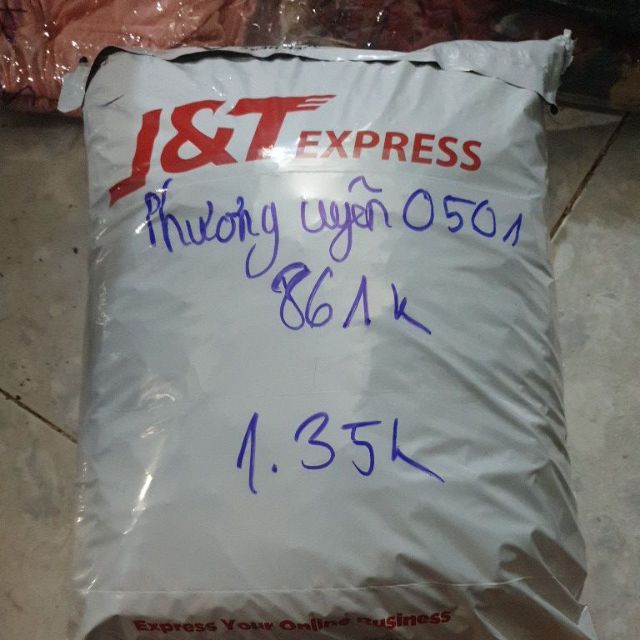 J&T EXPRESS
Phương Uyên 0501
861k
1.35k
Express Your Online Business